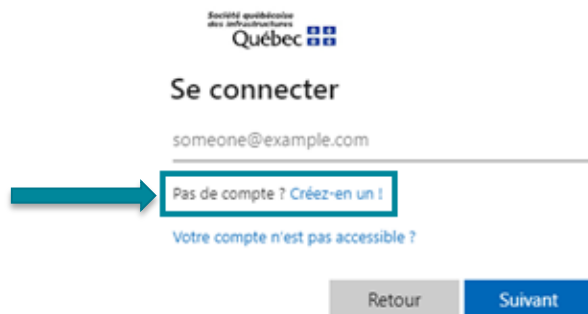 Société québécoise
des infrastructures
Québec
Se connecter
someone@example.com
Pas de compte ? Créez-en un !
Votre compte n'est pas accessible ?
Retour
Suivant